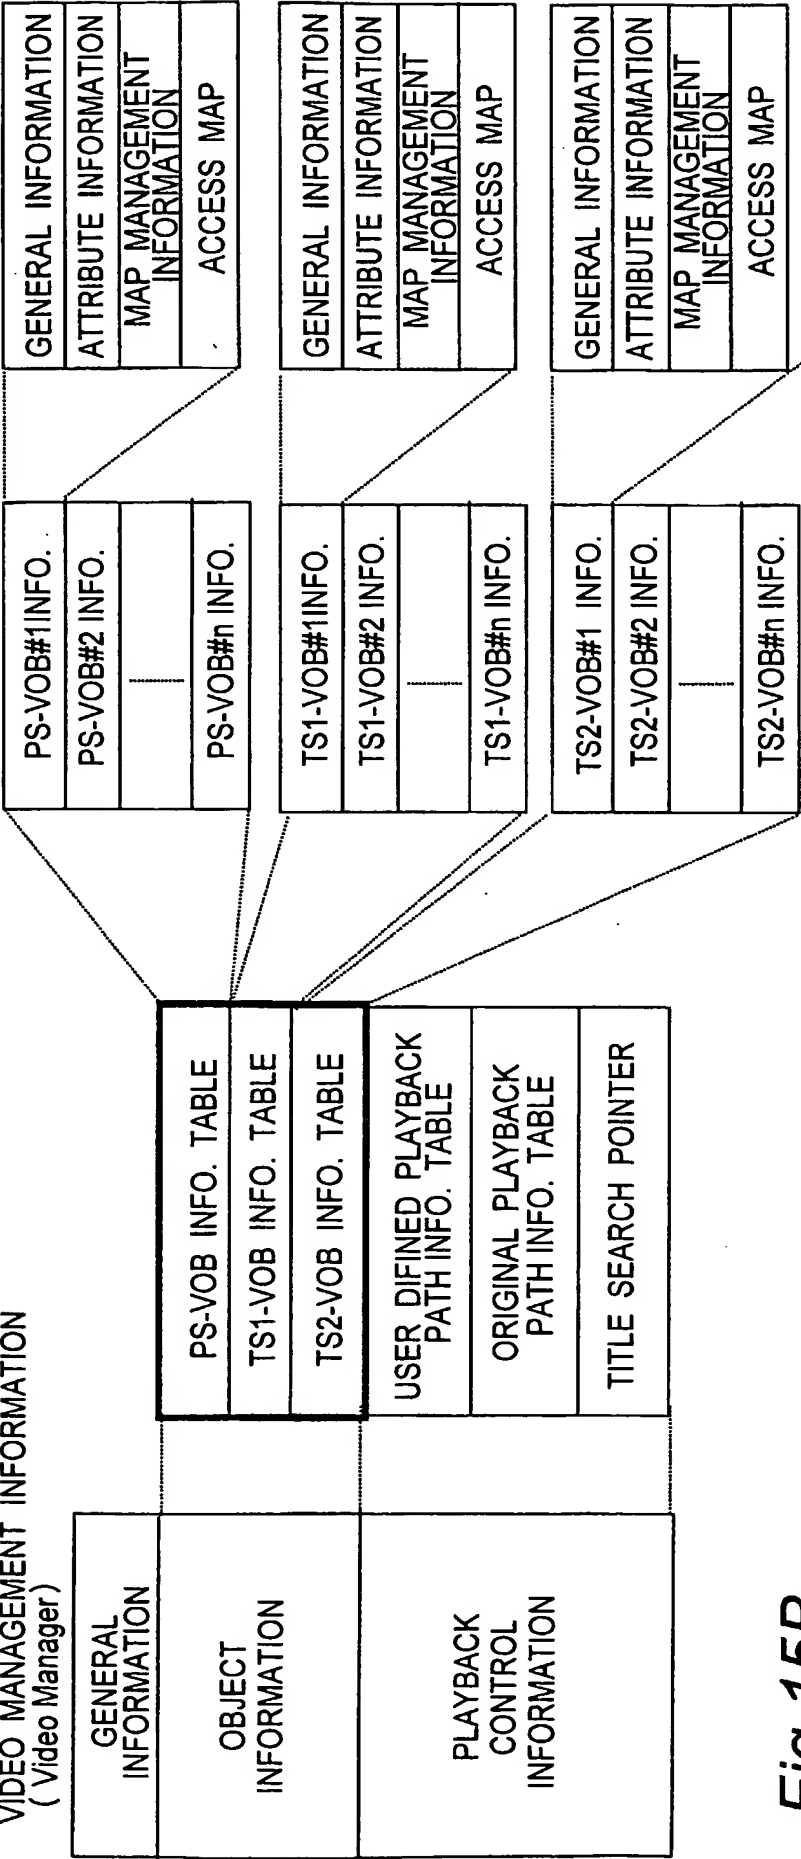 VIDEO MANAGEMENT INFORMATION
( Video Manager )
GENERAL
INFORMATION
OBJECT
INFORMATION
PLAYBACK
CONTROL
INFORMATION
PS-VOB INFO. TABLE
TS1-VOB INFO. TABLE
TS2-VOB INFO. TABLE
USER DIFINED PLAYBACK
PATH INFO. TABLE
ORIGINAL PLAYBACK
PATH INFO. TABLE
TITLE SEARCH POINTER
PS-VOB#1INFO.
PS-VOB#2 INFO.
PS-VOB#n INFO.
TS1-VOB#1INFO.
TS1-VOB#2 INFO.
TS1-VOB#n INFO.
TS2-VOB#1 INFO.
TS2-VOB#2 INFO.
TS2-VOB#n INFO.
GENERAL INFORMATION
ATTRIBUTE INFORMATION
MAP MANAGEMENT
INFORMATION
ACCESS MAP
GENERAL INFORMATION
ATTRIBUTE INFORMATION
MAP MANAGEMENT
INFORMATION
ACCESS MAP
GENERAL INFORMATION
ATTRIBUTE INFORMATION
MAP MANAGEMENT
INFORMATION
ACCESS MAP
Fig.15B